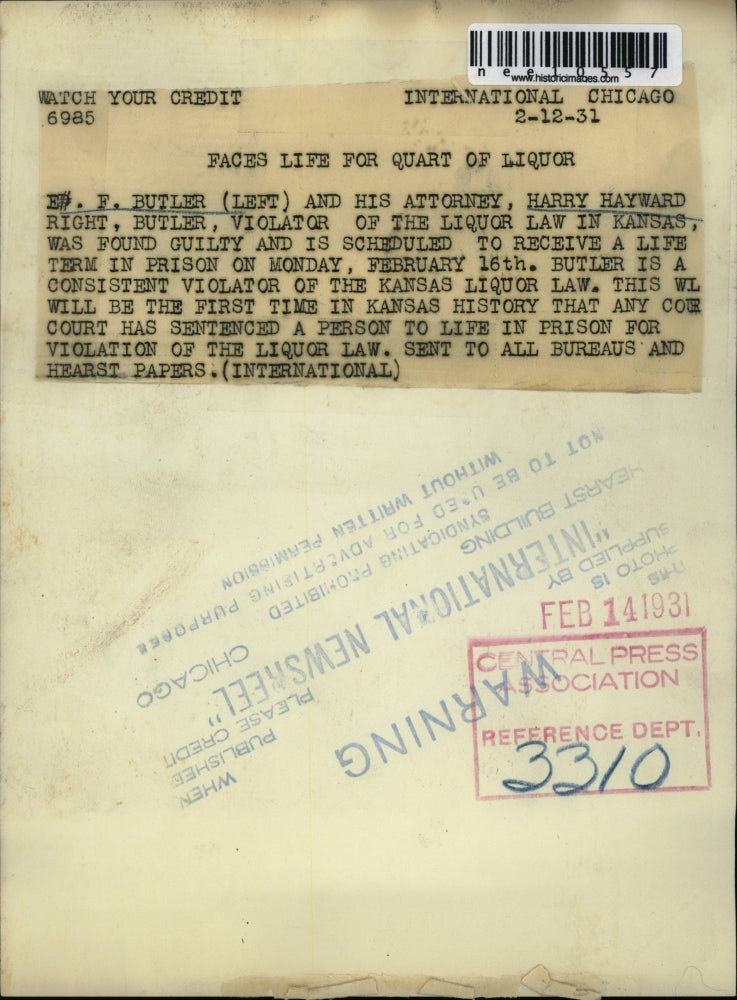 nee10557
www.historicimages.com
WATCH YOUR CREDIT INTERNATIONAL CHICAGO
6985 2-12-31
FACES LIFE FOR QUART OF LIQUOR
E#. F. BUTLER (LEFT) AND HIS ATTORNEY, HARRY HAYWARD
RIGHT, BUTLER, VIOLATOR OF THE LIQUOR LAW IN KANSAS,
WAS FOUND GUILTY AND IS SCHEDULED TO RECEIVE A LIFE
TERM IN PRISON ON MONDAY, FEBRUARY 16th. BUTLER IS A
CONSISTENT VIOLATOR OF THE KANSAS LIQUOR LAW. THIS WL
WILL BE THE FIRST TIME IN KANSAS HISTORY THAT ANY COUR
COURT HAS SENTENCED A PERSON TO LIFE IN PRISON FOR
VIOLATION OF THE LIQUOR LAW. SENT TO ALL BUREAUS AND
HEARST PAPERS.(INTERNATIONAL)
WARNING
THIS PHOTO IS SUPPLIED BY
"INTERNATIONAL NEWSREEL"
HEARST BUILDING CHICAGO
SYNDICATING PROHIBITED
NOT TO BE USED FOR ADVERTISING PURPOSES
WITHOUT WRITTEN PERMISSION
WHEN PUBLISHED PLEASE CREDIT
FEB 14 1931
CENTRAL PRESS
ASSOCIATION
REFERENCE DEPT.
3310